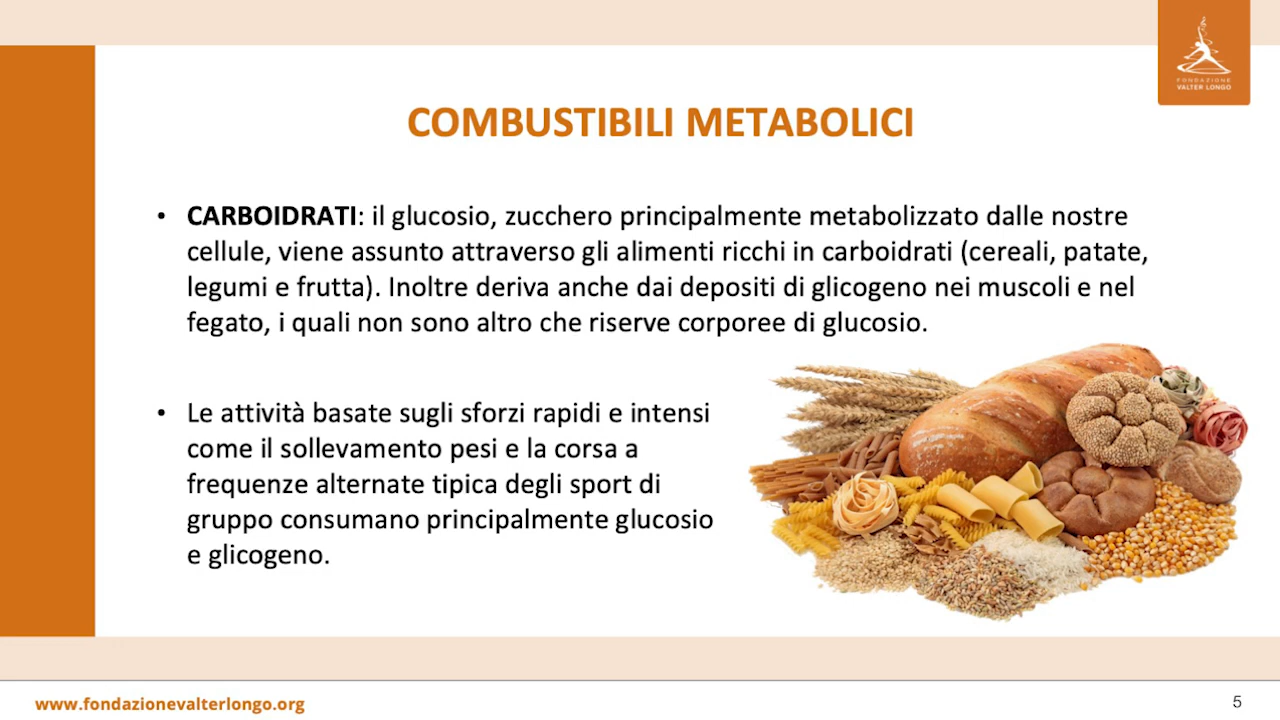 FONDAZIONE
VALTER LONGO
COMBUSTIBILI METABOLICI
• CARBOIDRATI: il glucosio, zucchero principalmente metabolizzato dalle nostre
cellule, viene assunto attraverso gli alimenti ricchi in carboidrati (cereali, patate,
legumi e frutta). Inoltre deriva anche dai depositi di glicogeno nei muscoli e nel
fegato, i quali non sono altro che riserve corporee di glucosio.
• Le attività basate sugli sforzi rapidi e intensi
come il sollevamento pesi e la corsa a
frequenze alternate tipica degli sport di
gruppo consumano principalmente glucosio
e glicogeno.
www.fondazionevalterlongo.org
5